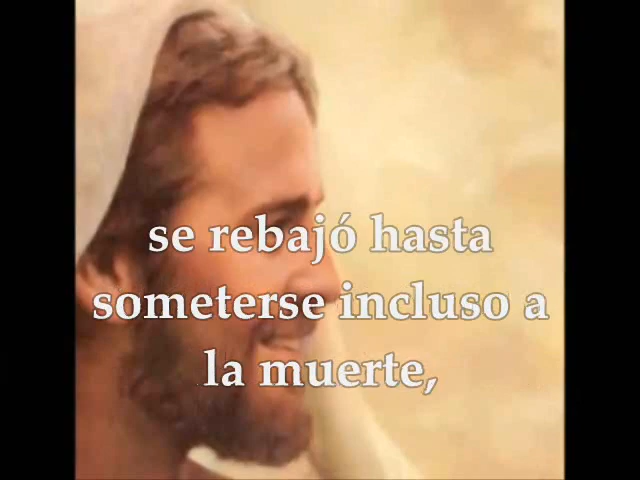 se rebajó hasta
someterse incluso a
la muerte,